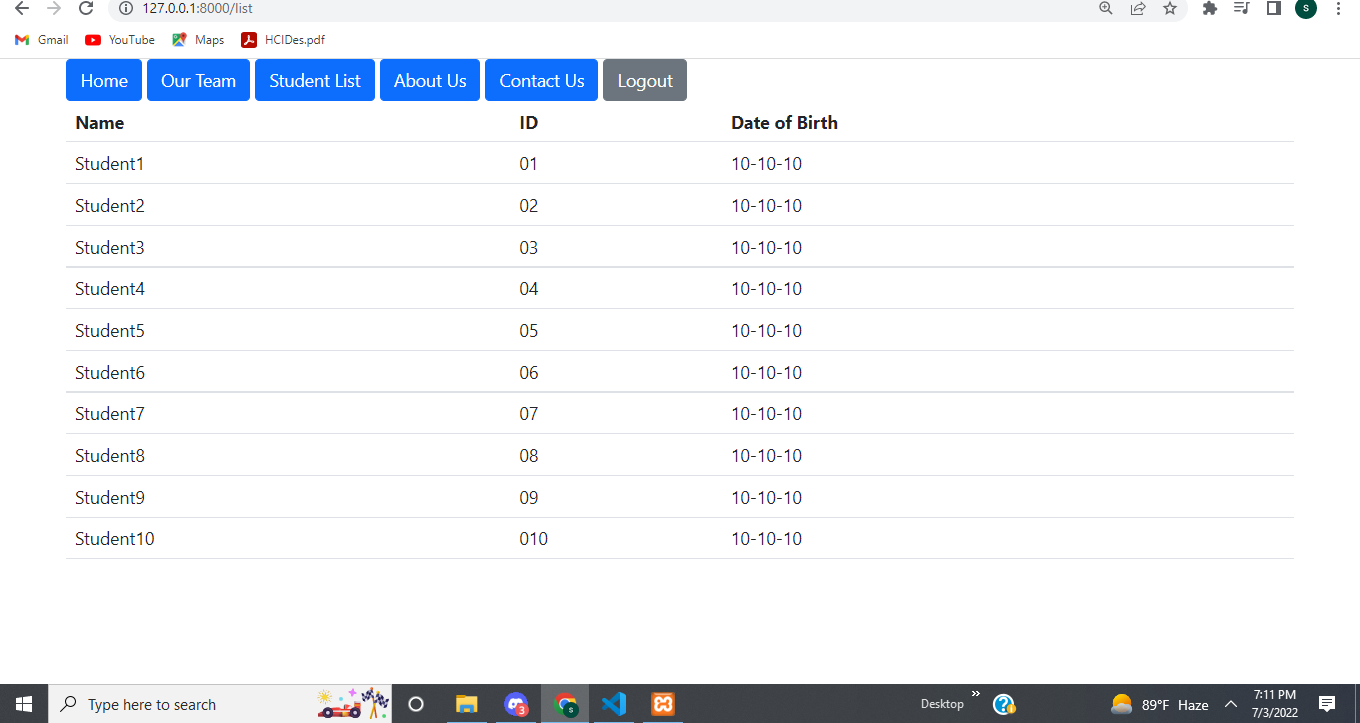 127.0.0.1:8000/list
S
Gmail YouTube Maps HCIDes.pdf
Home Our Team Student List About Us Contact Us Logout
Name ID Date of Birth
Student1 01 10-10-10
Student2 02 10-10-10
Student3 03 10-10-10
Student4 04 10-10-10
Student5 05 10-10-10
Student6 06 10-10-10
Student7 07 10-10-10
Student8 08 10-10-10
Student9 09 10-10-10
Student10 010 10-10-10
Type here to search 3 S Desktop » 89°F Haze 7:11 PM
7/3/2022